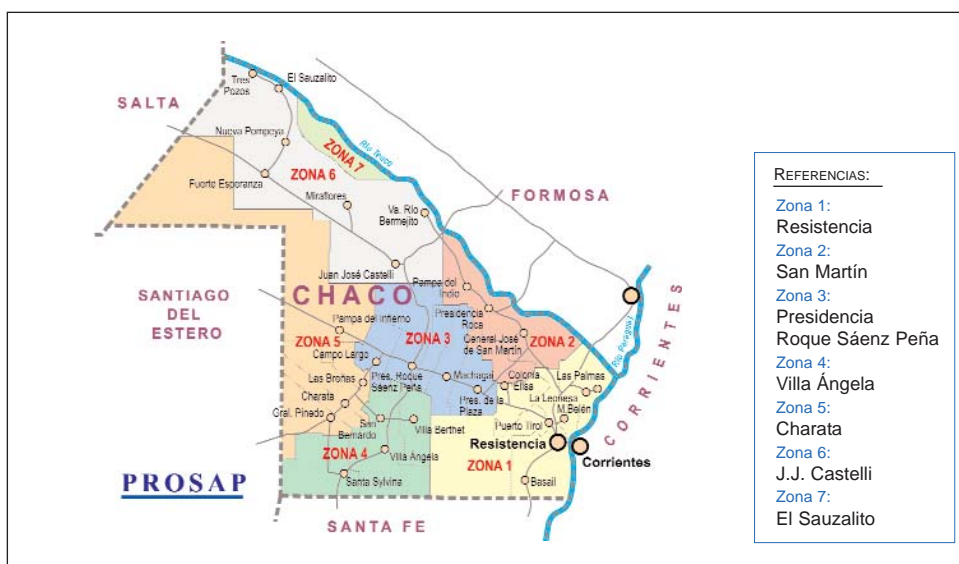 Tres
Pozos
El Sauzalito
SALTA
Nueva Pompeya
ZONA 7
Río Teuco
ZONA 6
Fuerte Esperanza
Miraflores
Va. Río
Bermejito
FORMOSA
Juan José Castelli
Pampa del
Indio
CHACO
SANTIAGO
DEL
ESTERO
Presidencia
Roca
Pampa del Infierno
General José
de San Martín
ZONA 5
ZONA 3
ZONA 2
Río Paraguay
CORRIENTES
Campo Largo
Las Breñas
Pres. Roque
Sáenz Peña
Machagai
Colonia
Elisa
Las Palmas
Charata
Pres. de la
Plaza
La Leonesa
Gral. Pinedo
M.Belén
San
Bernardo
Villa Berthet
Puerto Tirol
Resistencia
ZONA 4
Villa Angela
ZONA 1
Corrientes
Santa Sylvina
Basail
PROSAP
SANTA FE
REFERENCIAS:
Zona 1:
Resistencia
Zona 2:
San Martín
Zona 3:
Presidencia
Roque Sáenz Peña
Zona 4:
Villa Ángela
Zona 5:
Charata
Zona 6:
J.J. Castelli
Zona 7:
El Sauzalito